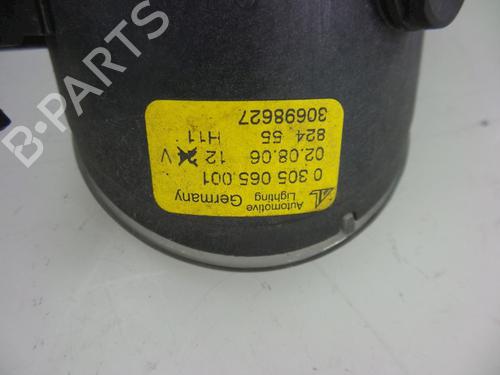 Automotive
Lighting Germany
0 305 065 001
02.08.06 12 V
824 55 H11
30698627
B-PARTS